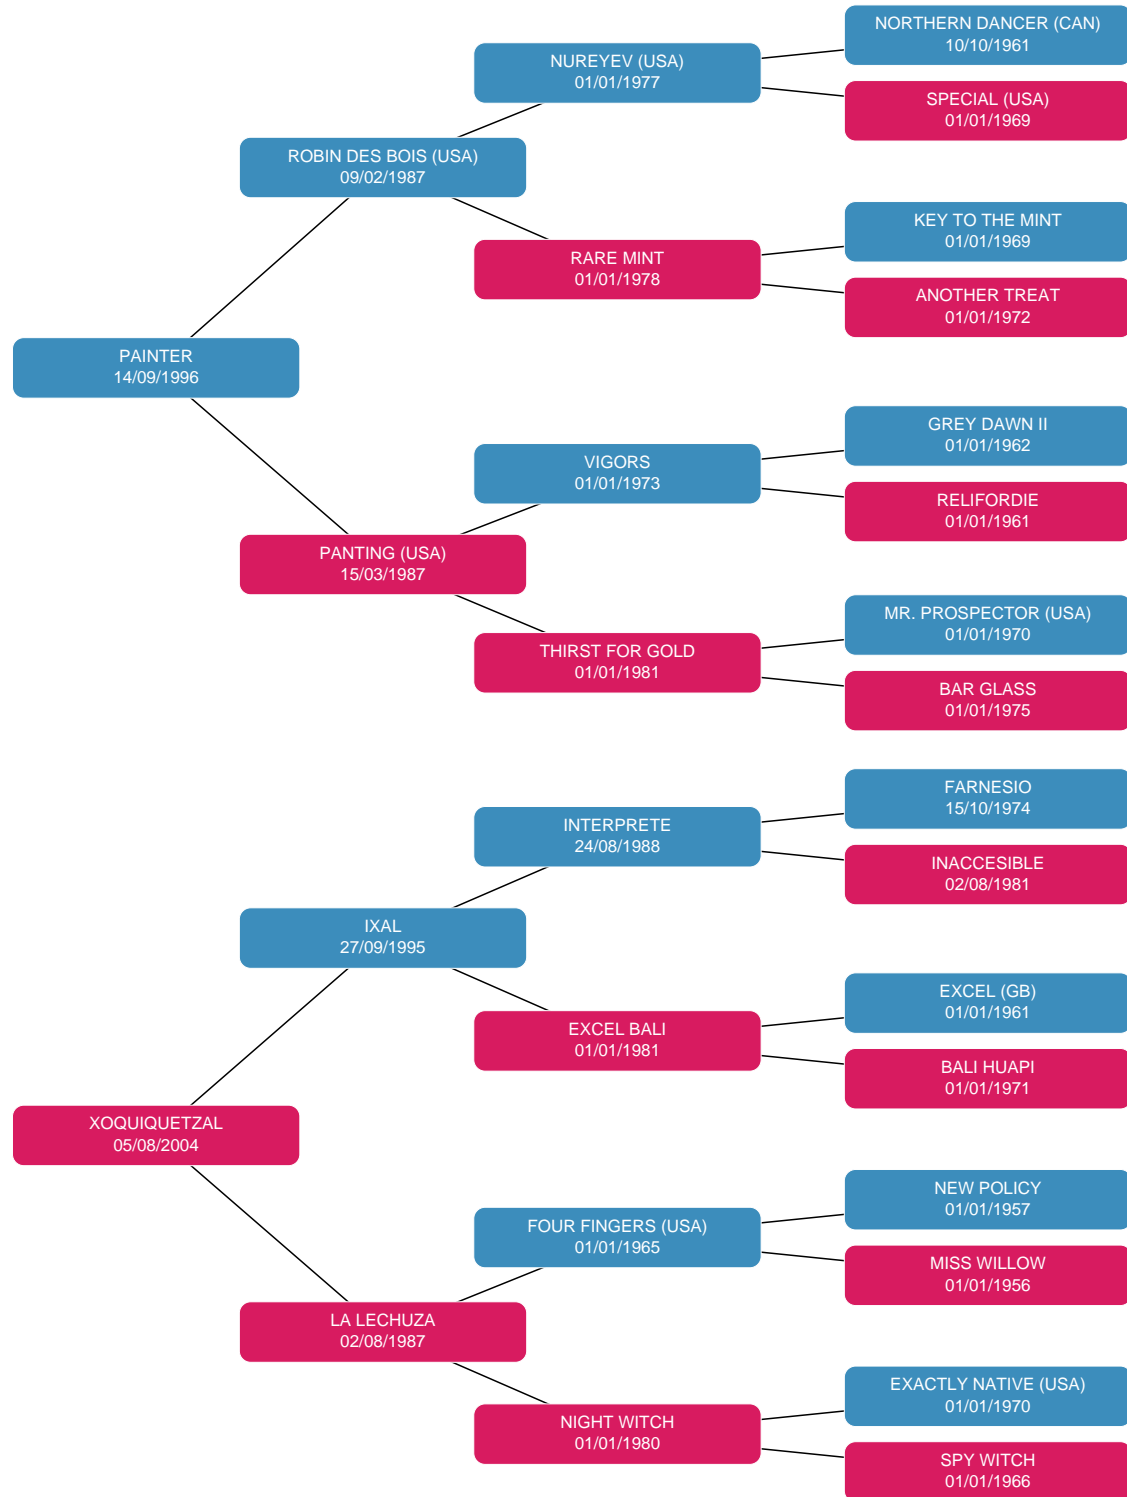 NORTHERN DANCER (CAN)
10/10/1961
NUREYEV (USA)
01/01/1977
SPECIAL (USA)
01/01/1969
ROBIN DES BOIS (USA)
09/02/1987
KEY TO THE MINT
01/01/1969
RARE MINT
01/01/1978
ANOTHER TREAT
01/01/1972
PAINTER
14/09/1996
GREY DAWN II
01/01/1962
VIGORS
01/01/1973
RELIFORDIE
01/01/1961
PANTING (USA)
15/03/1987
MR. PROSPECTOR (USA)
01/01/1970
THIRST FOR GOLD
01/01/1981
BAR GLASS
01/01/1975
FARNESIO
15/10/1974
INTERPRETE
24/08/1988
INACCESIBLE
02/08/1981
IXAL
27/09/1995
EXCEL (GB)
01/01/1961
EXCEL BALI
01/01/1981
BALI HUAPI
01/01/1971
XOQUIQUETZAL
05/08/2004
NEW POLICY
01/01/1957
FOUR FINGERS (USA)
01/01/1965
MISS WILLOW
01/01/1956
LA LECHUZA
02/08/1987
EXACTLY NATIVE (USA)
01/01/1970
NIGHT WITCH
01/01/1980
SPY WITCH
01/01/1966